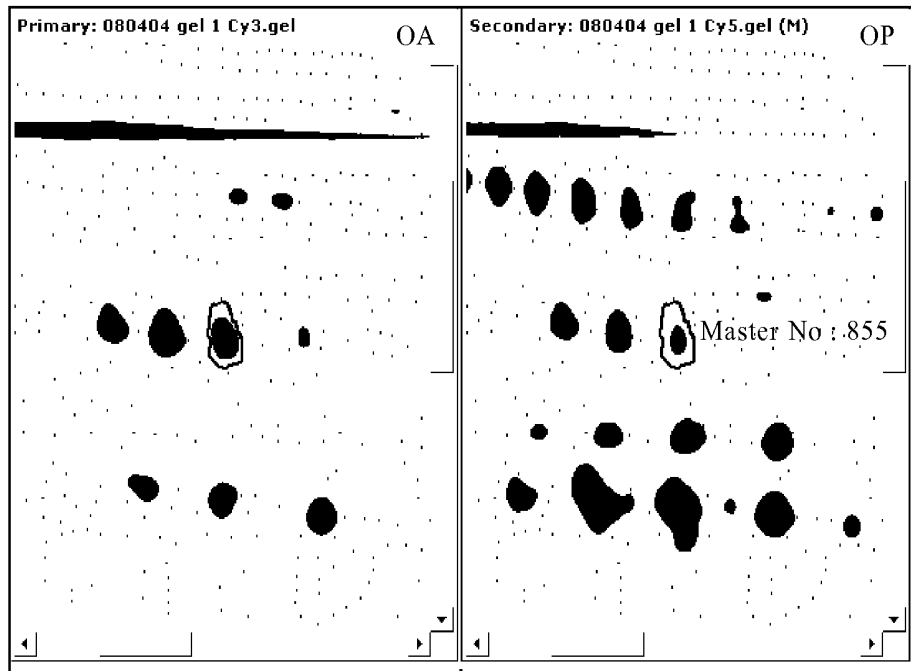 Primary: 080404 gel 1 Cy3.gel
OA
Secondary: 080404 gel 1 Cy5.gel (M)
OP
Master No : 855